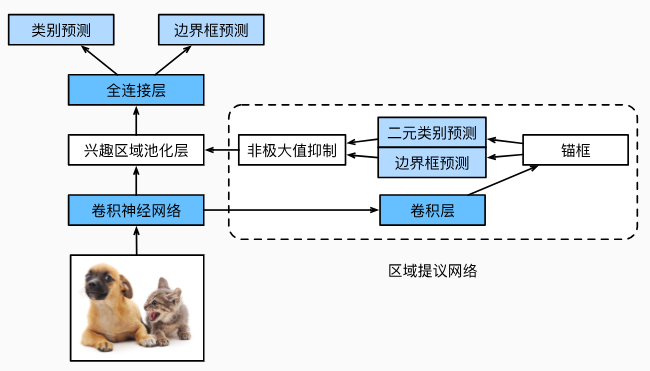 类别预测
边界框预测
全连接层
兴趣区域池化层
非极大值抑制
二元类别预测
边界框预测
锚框
卷积神经网络
卷积层
区域提议网络